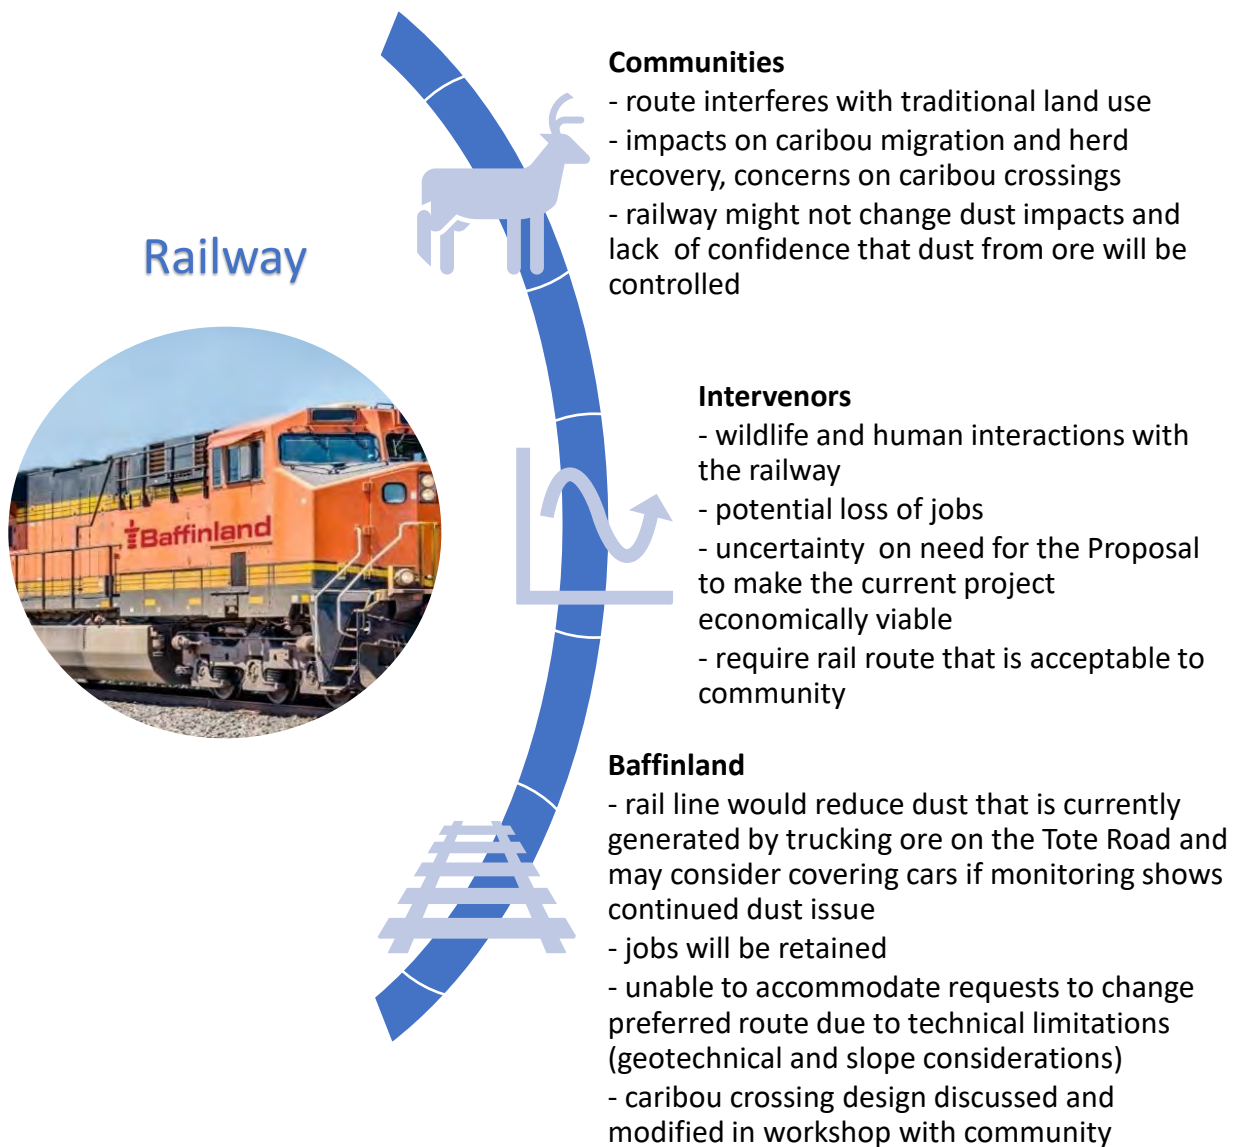 Railway
Baffinland
Communities
- route interferes with traditional land use
- impacts on caribou migration and herd
recovery, concerns on caribou crossings
- railway might not change dust impacts and
lack of confidence that dust from ore will be
controlled
Intervenors
- wildlife and human interactions with
the railway
- potential loss of jobs
- uncertainty on need for the Proposal
to make the current project
economically viable
- require rail route that is acceptable to
community
Baffinland
- rail line would reduce dust that is currently
generated by trucking ore on the Tote Road and
may consider covering cars if monitoring shows
continued dust issue
- jobs will be retained
- unable to accommodate requests to change
preferred route due to technical limitations
(geotechnical and slope considerations)
- caribou crossing design discussed and
modified in workshop with community